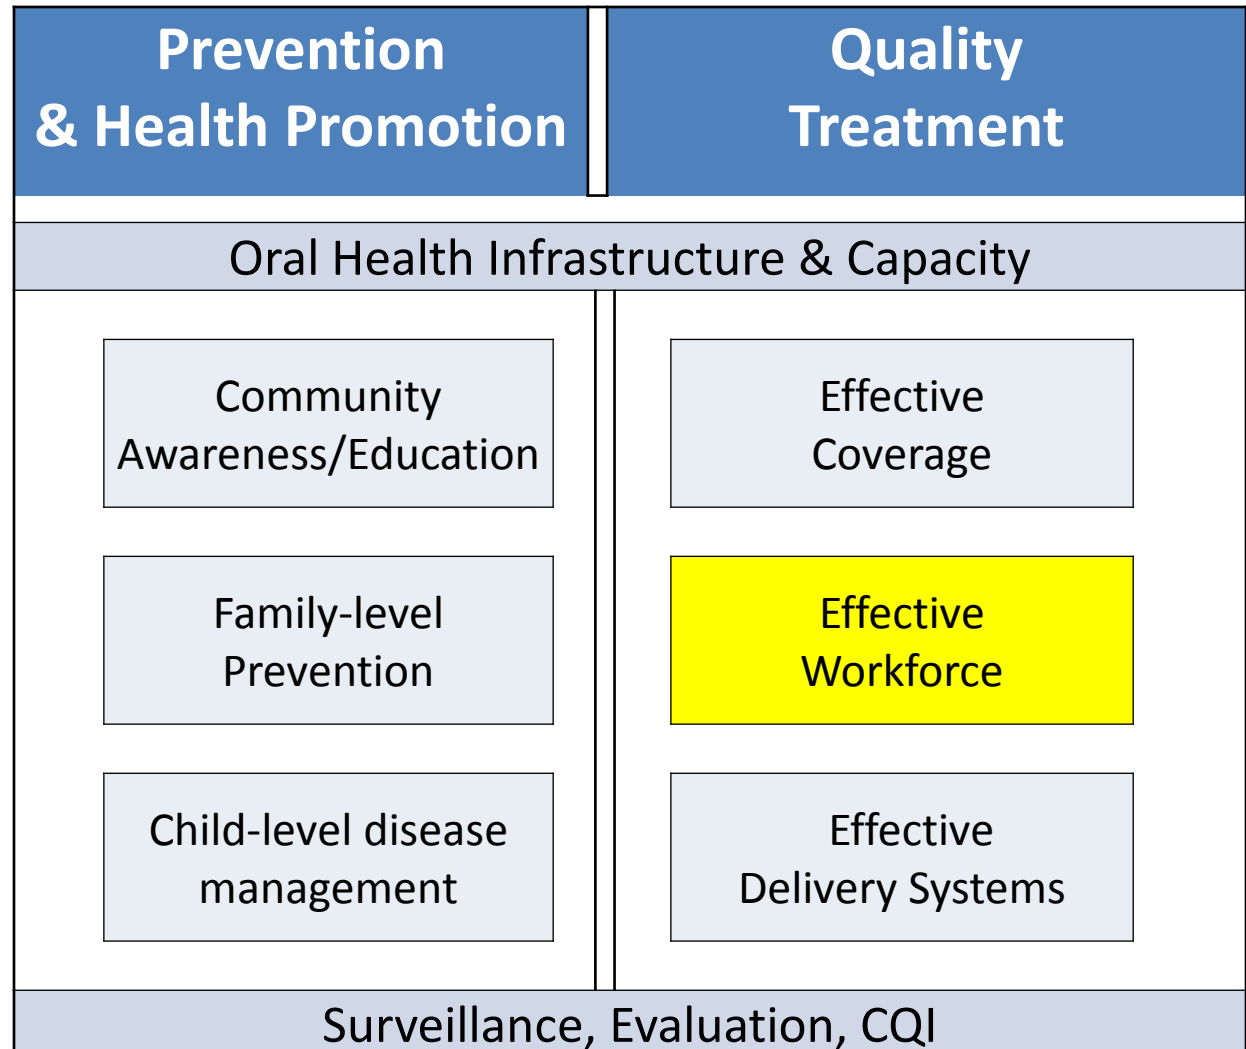 Prevention
& Health Promotion
Quality
Treatment
Oral Health Infrastructure & Capacity
Community
Awareness/Education
Effective
Coverage
Family-level
Prevention
Effective
Workforce
Child-level disease
management
Effective
Delivery Systems
Surveillance, Evaluation, CQI